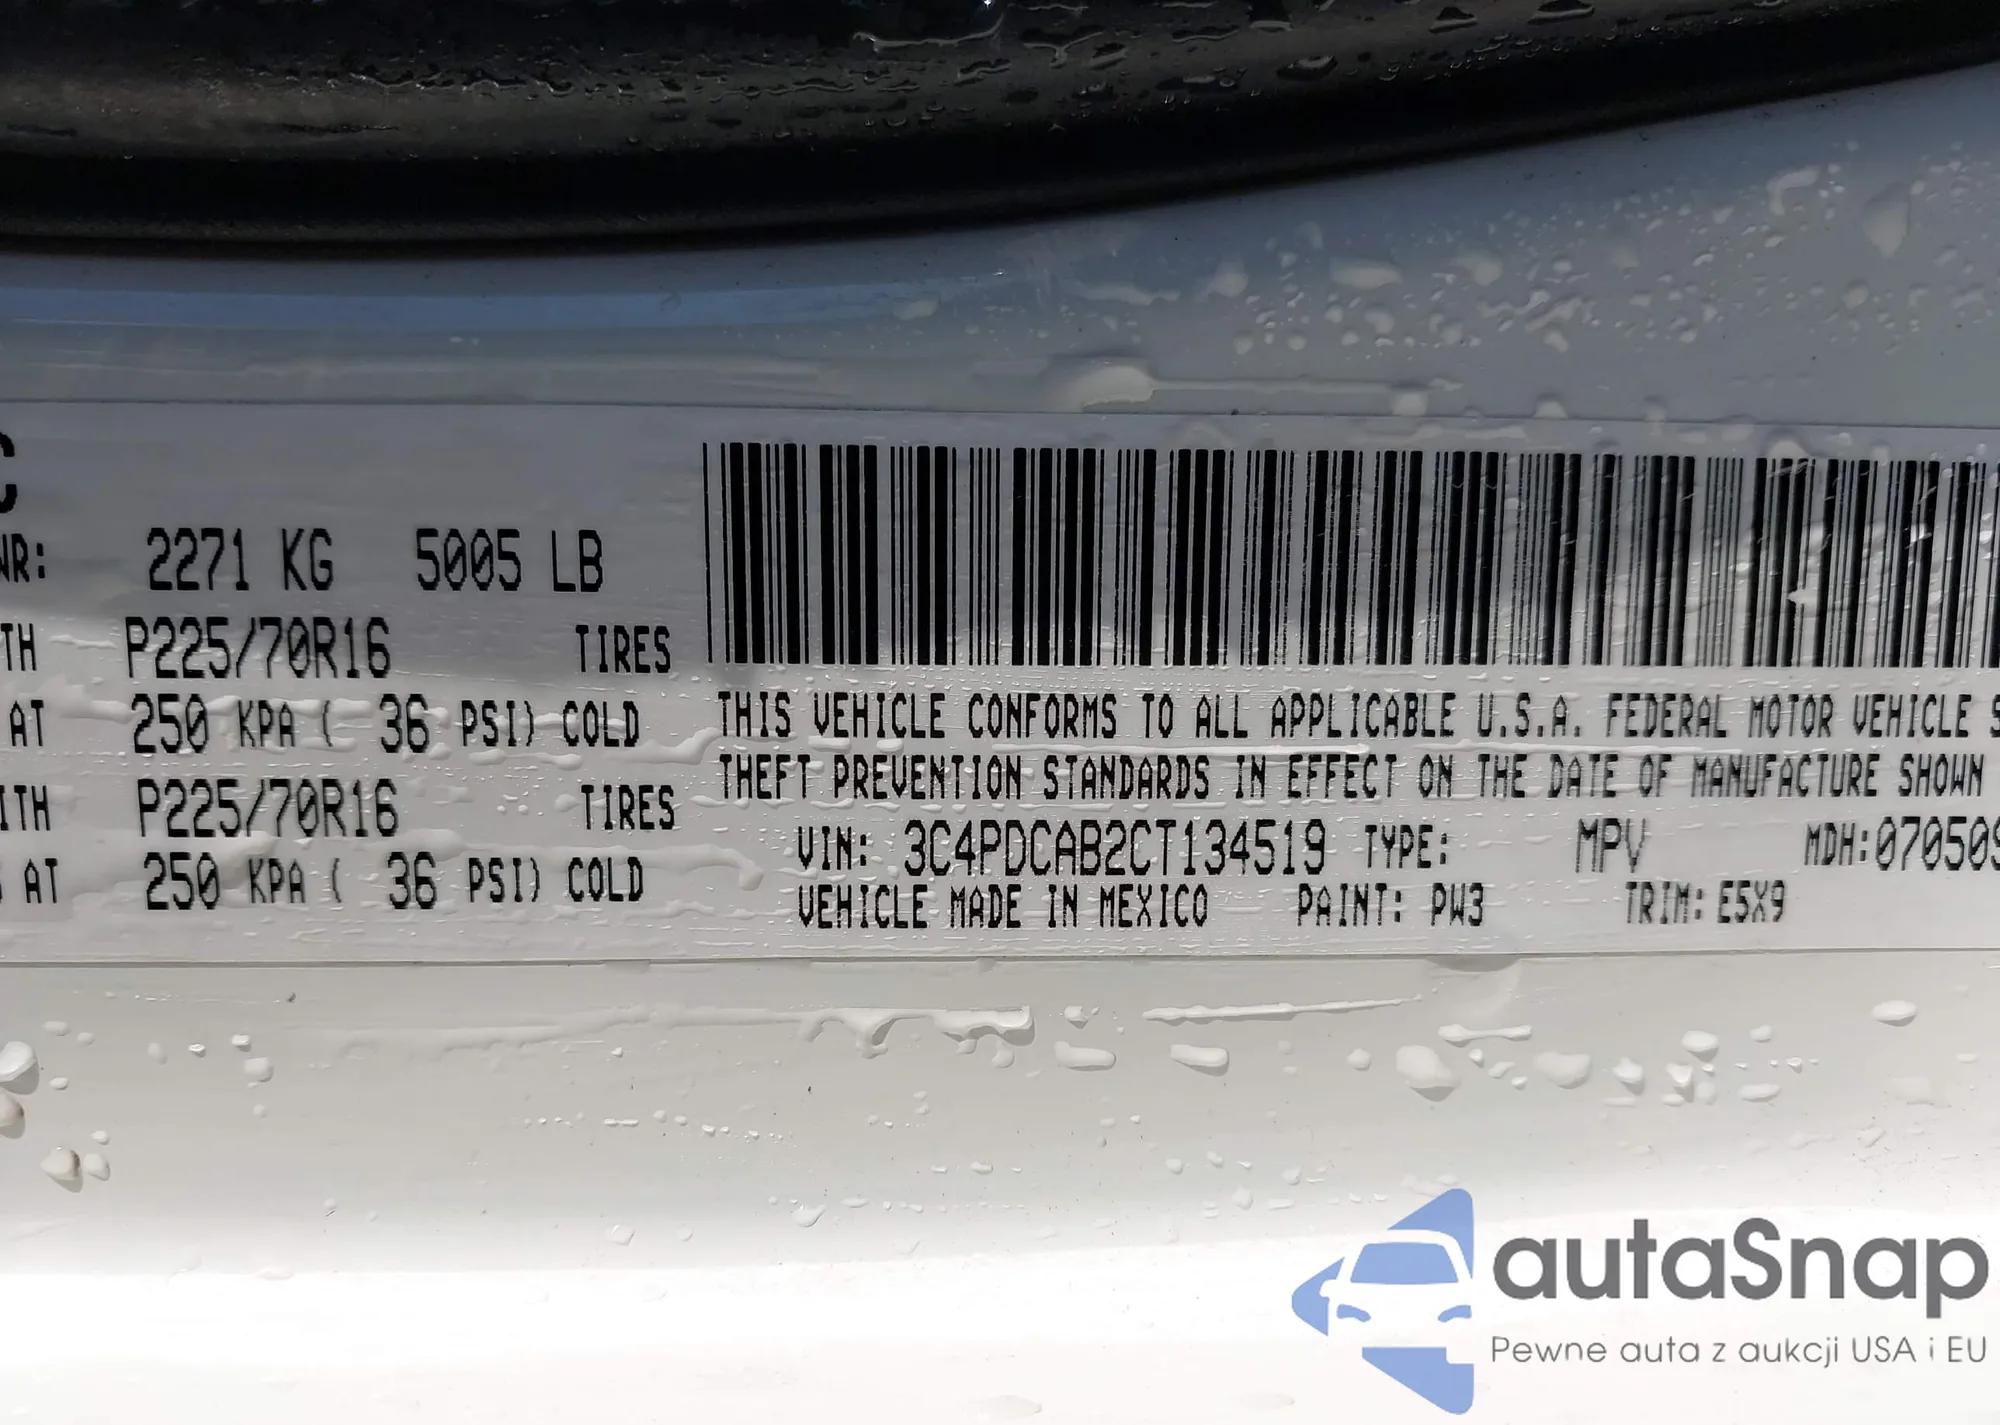 C
WR: 2271 KG 5005 LB
TH P225/70R16 TIRES
AT 250 KPA ( 36 PSI) COLD
ITH P225/70R16 TIRES
AT 250 KPA ( 36 PSI) COLD
THIS VEHICLE CONFORMS TO ALL APPLICABLE U.S.A. FEDERAL MOTOR VEHICLE S
THEFT PREVENTION STANDARDS IN EFFECT ON THE DATE OF MANUFACTURE SHOWN
VIN: 3C4PDCAB2CT134519 TYPE: MPV MDH:070509
VEHICLE MADE IN MEXICO PAINT: PW3 TRIM: E5X9
autaSnap
Pewne auta z aukcji USA i EU